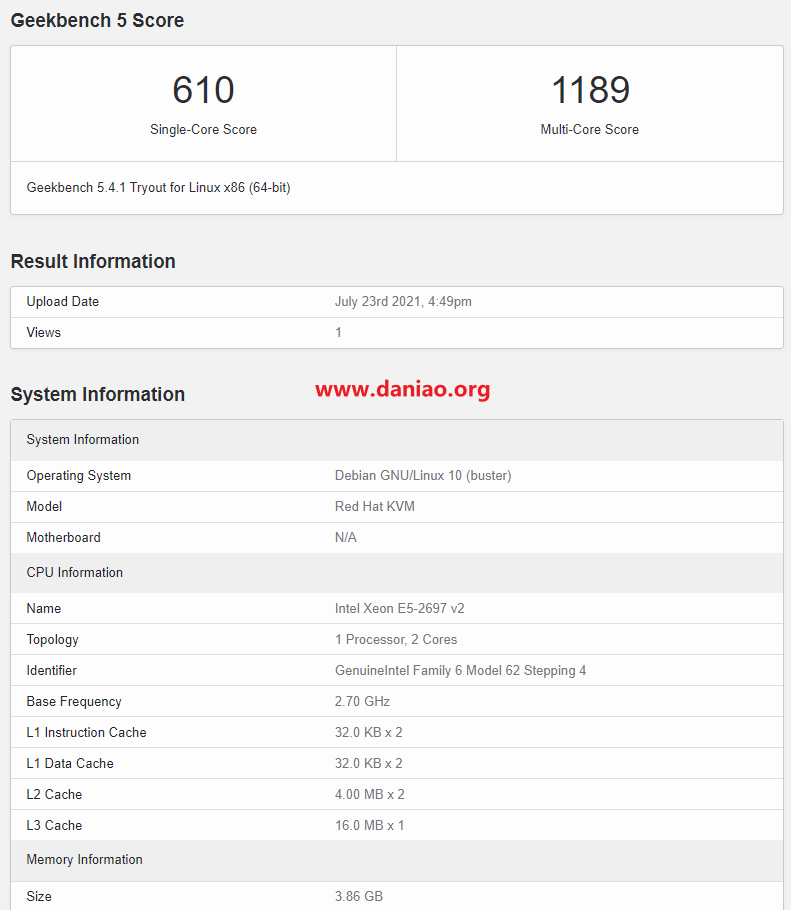 Geekbench 5 Score
610
Single-Core Score
1189
Multi-Core Score
Geekbench 5.4.1 Tryout for Linux x86 (64-bit)
Result Information
Upload Date July 23rd 2021, 4:49pm
Views 1
System Information
www.daniao.org
System Information
Operating System Debian GNU/Linux 10 (buster)
Model Red Hat KVM
Motherboard N/A
CPU Information
Name Intel Xeon E5-2697 v2
Topology 1 Processor, 2 Cores
Identifier GenuineIntel Family 6 Model 62 Stepping 4
Base Frequency 2.70 GHz
L1 Instruction Cache 32.0 KB x 2
L1 Data Cache 32.0 KB x 2
L2 Cache 4.00 MB x 2
L3 Cache 16.0 MB x 1
Memory Information
Size 3.86 GB